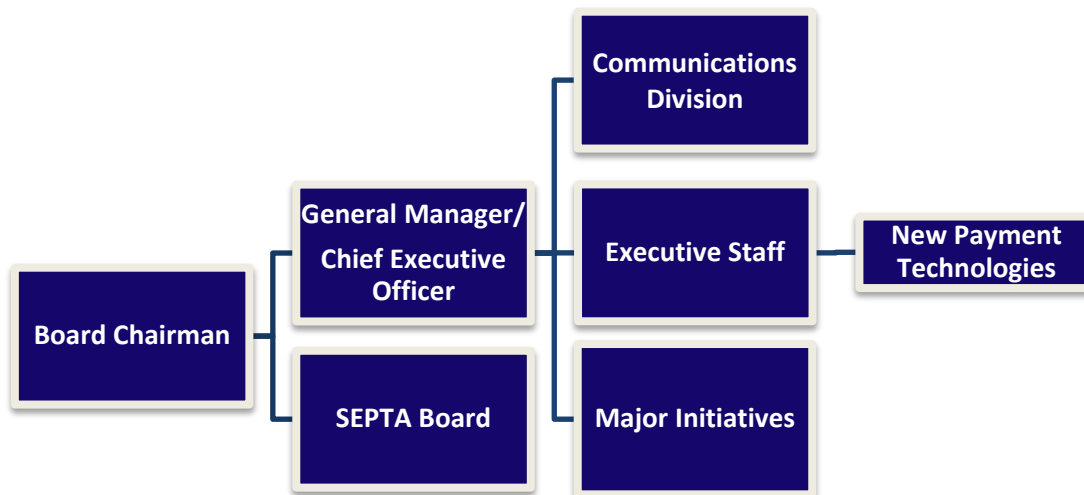 Communications
Division
General Manager/
Chief Executive
Officer
Executive Staff
New Payment
Technologies
Board Chairman
SEPTA Board
Major Initiatives